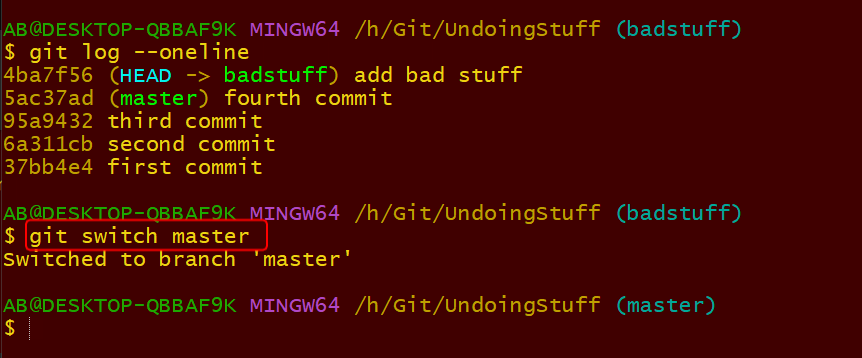 AB@DESKTOP-QBBAF9K MINGW64 /h/Git/UndoingStuff (badstuff)
$ git log --oneline
4ba7f56 (HEAD -> badstuff) add bad stuff
5ac37ad (master) fourth commit
95a9432 third commit
6a311cb second commit
37bb4e4 first commit
AB@DESKTOP-QBBAF9K MINGW64 /h/Git/UndoingStuff (badstuff)
$ git switch master
Switched to branch 'master'
AB@DESKTOP-QBBAF9K MINGW64 /h/Git/UndoingStuff (master)
$